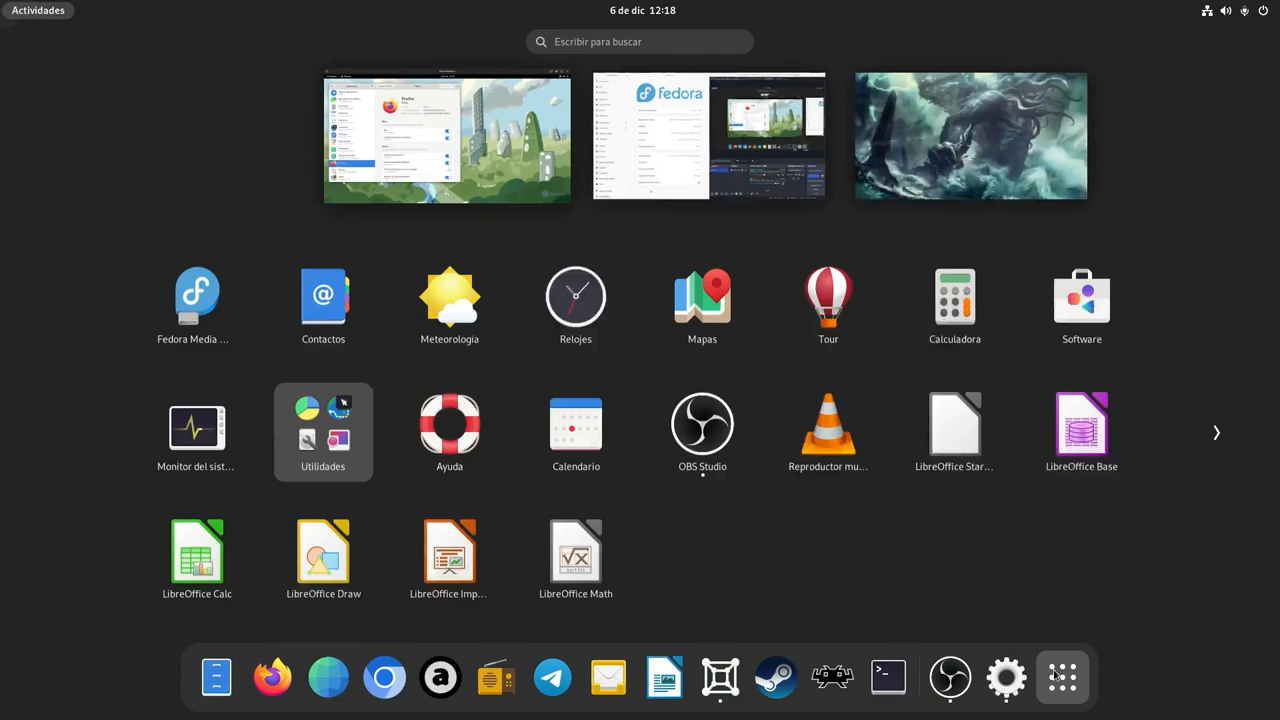 Actividades
6 de dic 12:18
Escribir para buscar
Firefox
fedora
Fedora Media ...
Contactos
Meteorología
Relojes
Mapas
Tour
Calculadora
Software
Monitor del sist...
Utilidades
Ayuda
Calendario
OBS Studio
Reproductor mu...
LibreOffice Star...
LibreOffice Base
LibreOffice Calc
LibreOffice Draw
LibreOffice Imp...
LibreOffice Math